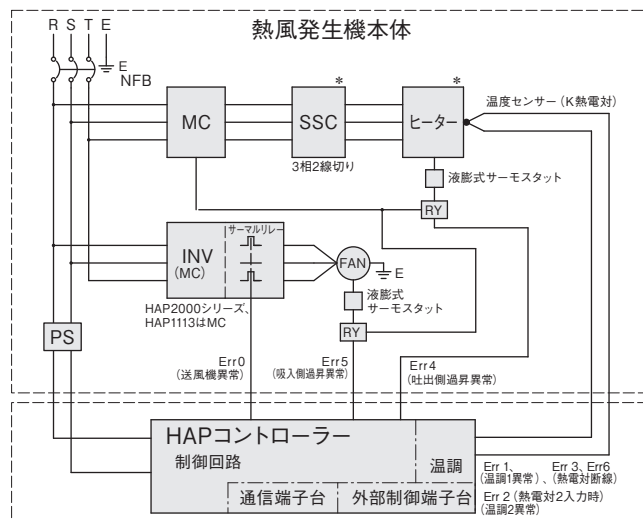 熱風発生機本体
R S T E
E
NFB
*
*
MC
SSC
ヒーター
温度センサー（K熱電対）
3相2線切り
液膨式サーモスタット
RY
サーマルリレー
INV
(MC)
FAN
E
HAP2000シリーズ、
HAP1113はMC
液膨式
サーモスタット
RY
PS
Err0
(送風機異常)
Err5
(吸入側過昇異常)
Err4
(吐出側過昇異常)
HAPコントローラー
制御回路
温調
通信端子台
外部制御端子台
Err 1、
(温調1異常)、
Err 3、Err6
(熱電対断線)
Err 2 (熱電対2入力時)
(温調2異常)